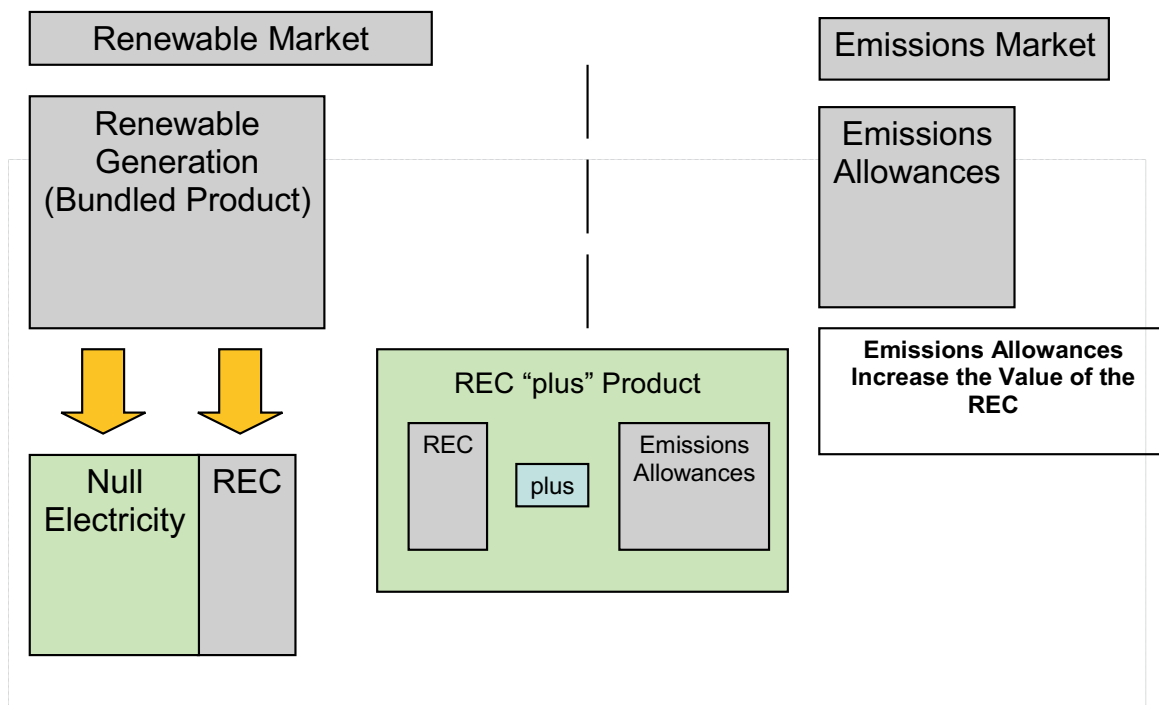 Renewable Market
Emissions Market
Renewable
Generation
(Bundled Product)
Emissions
Allowances
Emissions Allowances
Increase the Value of the
REC
REC “plus” Product
REC
plus
Emissions
Allowances
Null
Electricity
REC